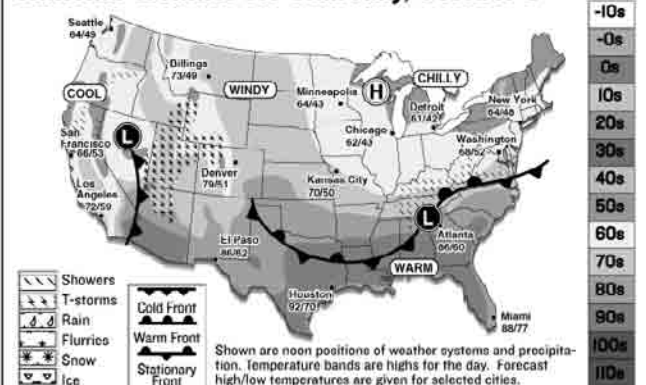 Seattle
64/49
Billings
73/49
COOL
WINDY
Minneapolis
64/43
H
CHILLY
Detroit
61/42
New York
64/48
Chicago
62/43
San
Francisco
66/53
L
Denver
79/51
Kansas City
70/50
Washington
68/52
Los
Angeles
72/59
El Paso
86/62
L
Atlanta
86/60
WARM
Houston
92/70
Miami
88/77
Showers
T-storms
Rain
Flurries
Snow
Ice
Cold Front
Warm Front
Stationary
Front
Shown are noon positions of weather systems and precipita-
tion. Temperature bands are highs for the day. Forecast
high/low temperatures are given for selected cities.
-10s
-0s
0s
10s
20s
30s
40s
50s
60s
70s
80s
90s
100s
110s